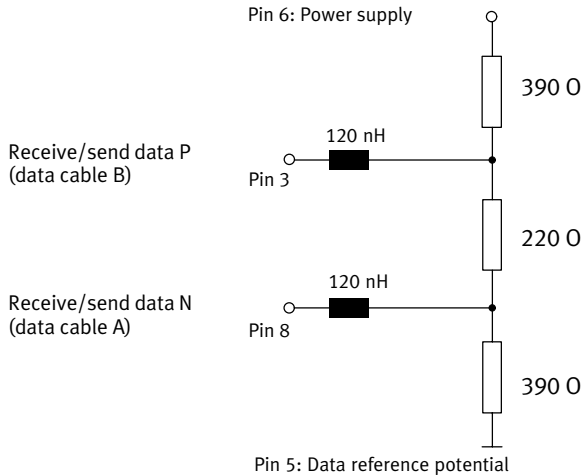 Pin 6: Power supply
390 O
120 nH
Receive/send data P
(data cable B)
Pin 3
220 O
120 nH
Receive/send data N
(data cable A)
Pin 8
390 O
Pin 5: Data reference potential